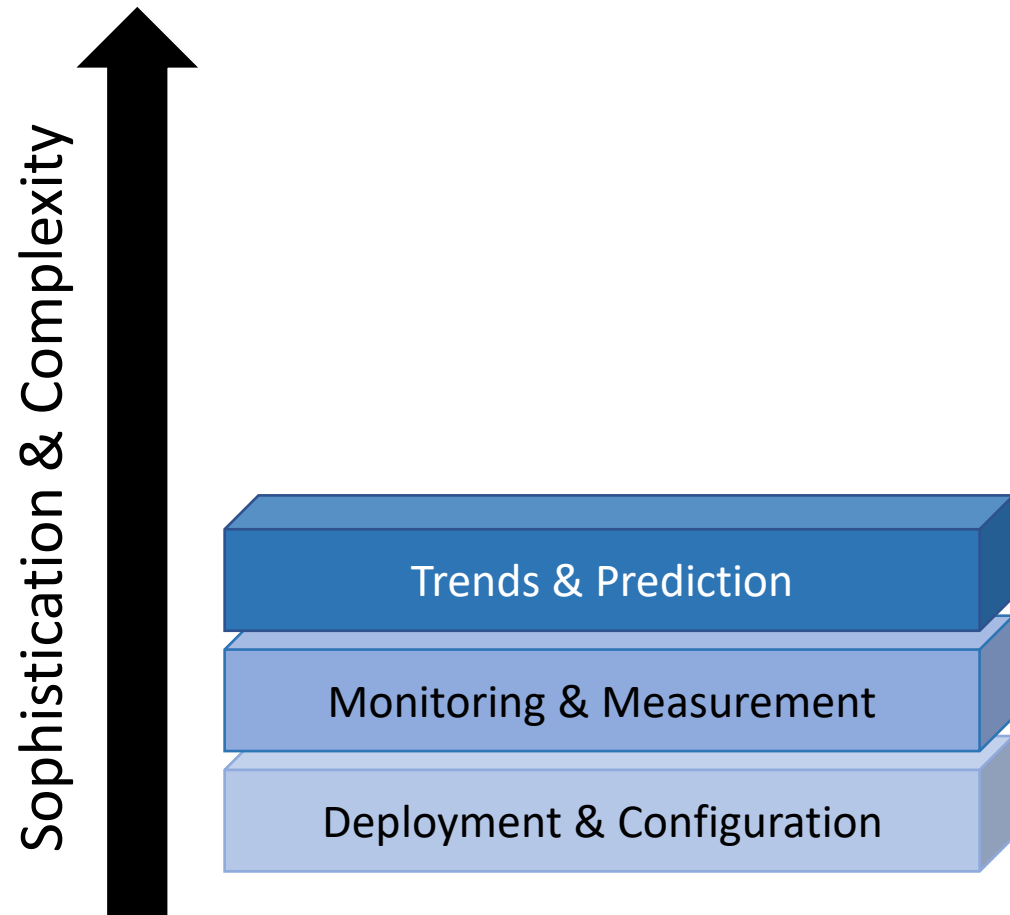 Sophistication & Complexity
Trends & Prediction
Monitoring & Measurement
Deployment & Configuration